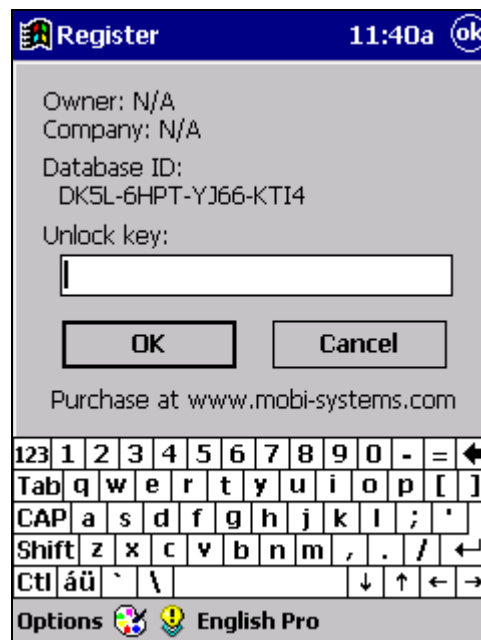 Register 11:40a ok
Owner: N/A
Company: N/A
Database ID:
DK5L-6HPT-YJ66-KTI4
Unlock key:
OK Cancel
Purchase at www.mobi-systems.com
123 1 2 3 4 5 6 7 8 9 0 - = 
Tab q w e r t y u i o p [ ]
CAP a s d f g h j k l ; '
Shift z x c v b n m , . / ↵
Ctl áü ` \ ↓ ↑ ← →
Options English Pro